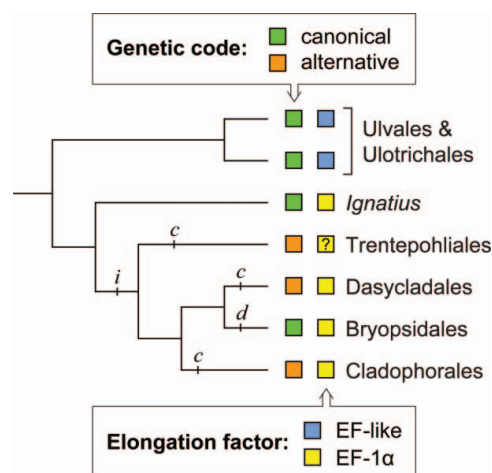 Genetic code: canonical
alternative
Ulvales &
Ulotrichales
Ignatius
c
? Trentepohliales
i
c
Dasycladales
d
Bryopsidales
c
Cladophorales
Elongation factor: EF-like
EF-1α